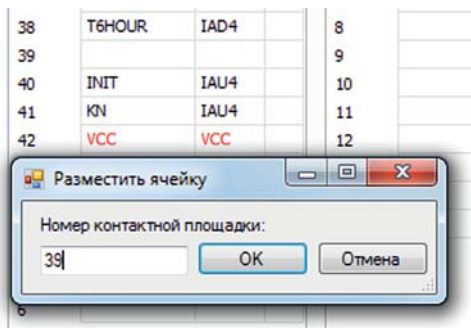 38 T6HOUR IAD4 8
39 9
40 INIT IAU4 10
41 KN IAU4 11
42 VCC VCC 12
Разместить ячейку
Номер контактной площадки:
39 OK Отмена
6